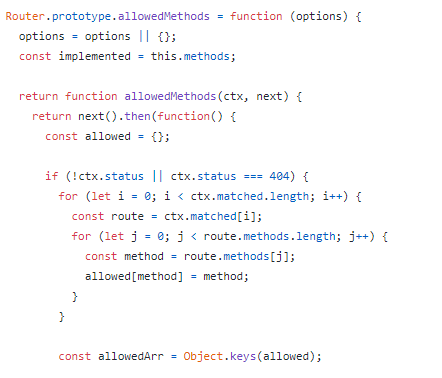 Router.prototype.allowedMethods = function (options) {
  options = options || {};
  const implemented = this.methods;

  return function allowedMethods(ctx, next) {
    return next().then(function() {
      const allowed = {};

      if (!ctx.status || ctx.status === 404) {
        for (let i = 0; i < ctx.matched.length; i++) {
          const route = ctx.matched[i];
          for (let j = 0; j < route.methods.length; j++) {
            const method = route.methods[j];
            allowed[method] = method;
          }
        }

        const allowedArr = Object.keys(allowed);